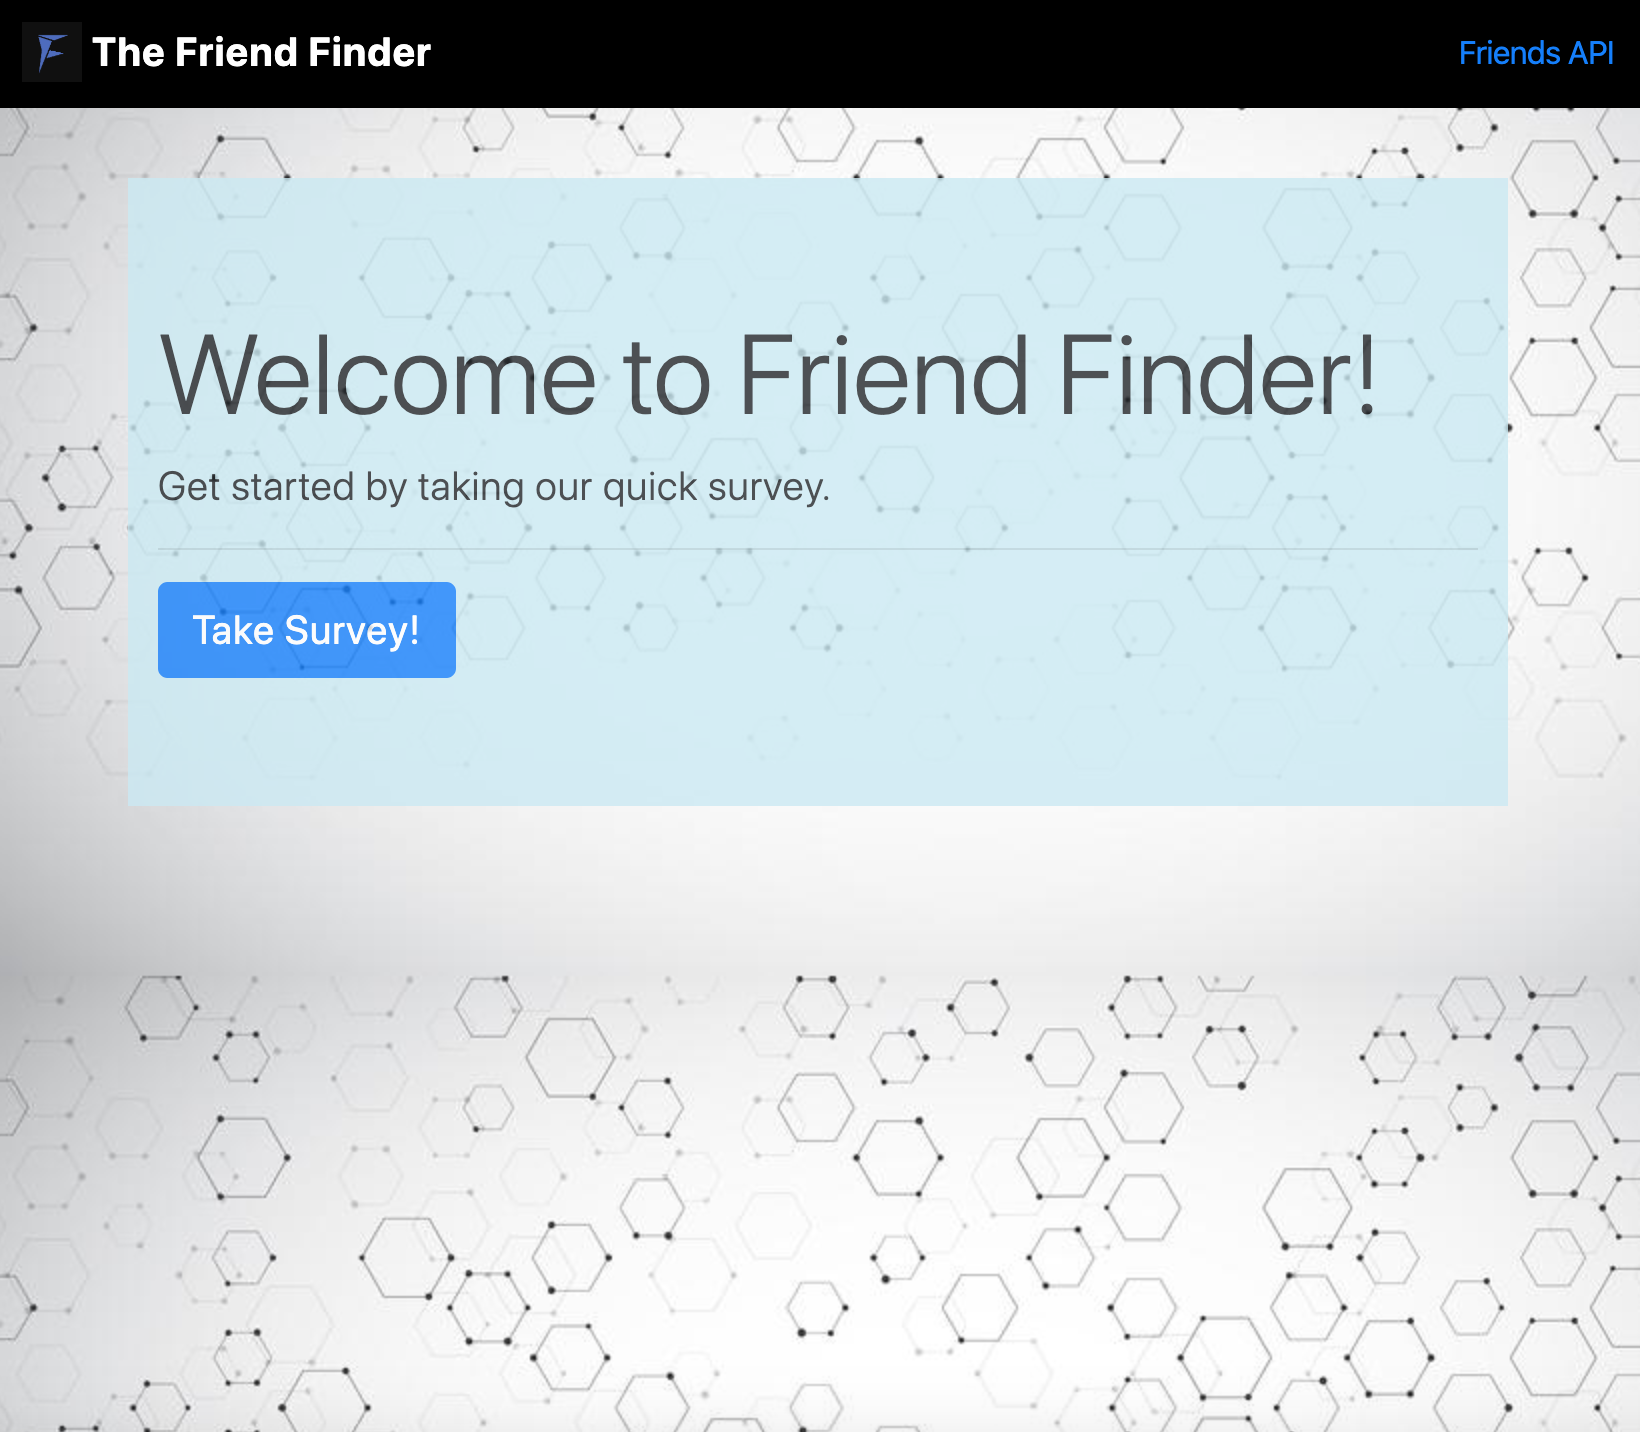 The Friend Finder
Friends API
Welcome to Friend Finder!
Get started by taking our quick survey.
Take Survey!